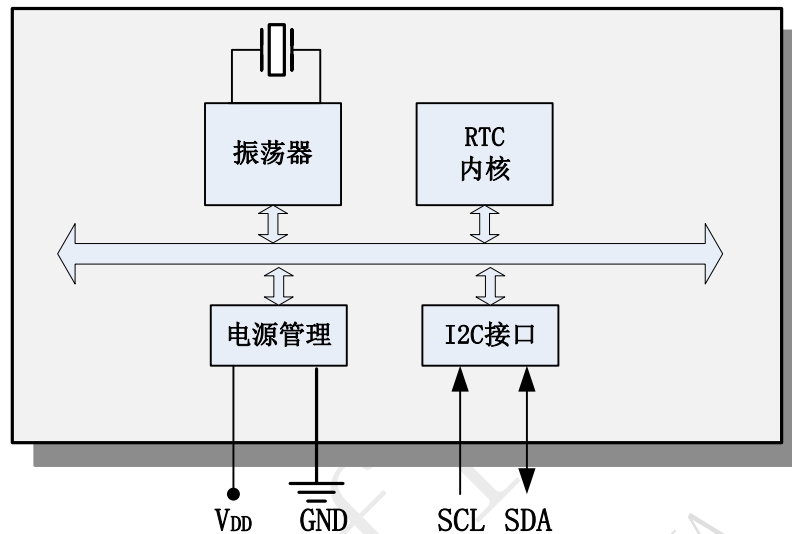 振荡器
RTC
内核
电源管理
I2C接口
VDD
GND
SCL
SDA